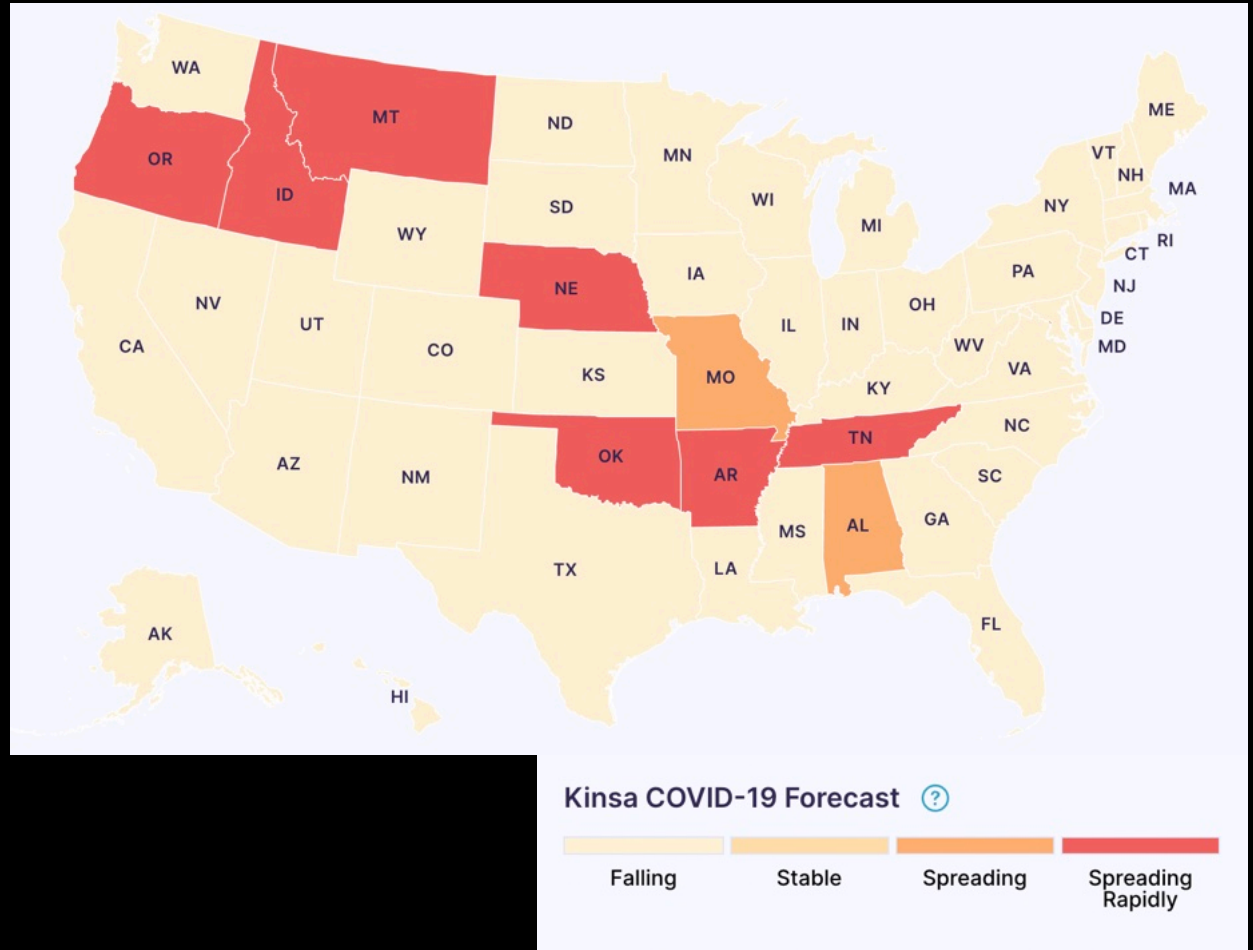 WA
MT
ND
MN
ME
OR
ID
SD
WI
MI
VT
NH
NY
MA
WY
NE
IA
RI
CT
PA
NJ
NV
UT
CO
KS
IL
IN
OH
DE
MD
WV
VA
CA
MO
KY
NC
AZ
NM
OK
AR
TN
SC
MS
AL
GA
TX
LA
FL
AK
HI
Kinsa COVID-19 Forecast ?
Falling
Stable
Spreading
Spreading
Rapidly